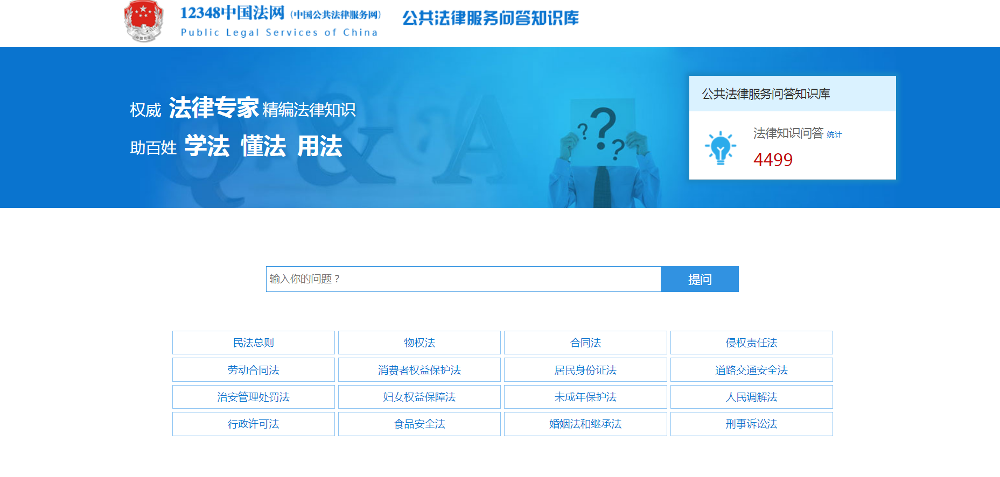 12348中国法网（中国公共法律服务网） 公共法律服务问答知识库
Public Legal Services of China
中国司法
权威 法律专家 精编法律知识
助百姓 学法 懂法 用法
Q & A
? ? ?
公共法律服务问答知识库
法律知识问答 统计
4499
输入你的问题？ 提问
民法总则 物权法 合同法 侵权责任法
劳动合同法 消费者权益保护法 居民身份证法 道路交通安全法
治安管理处罚法 妇女权益保障法 未成年保护法 人民调解法
行政许可法 食品安全法 婚姻法和继承法 刑事诉讼法